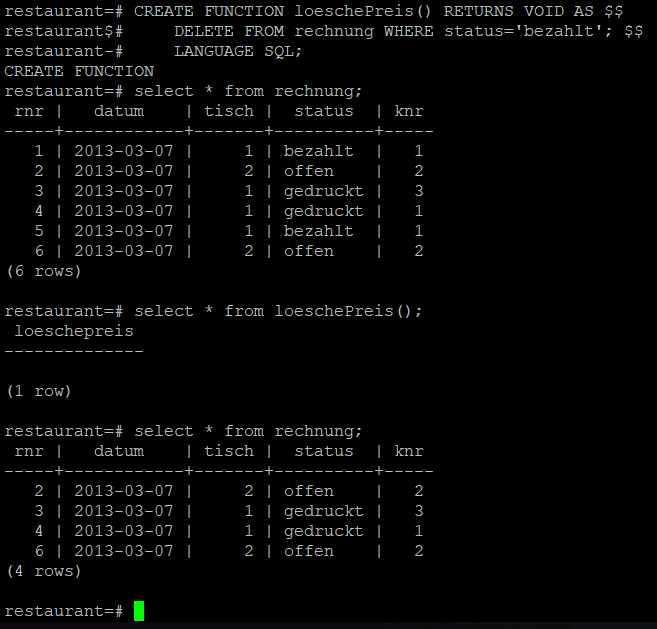 restaurant=# CREATE FUNCTION loeschePreis() RETURNS VOID AS $$
restaurant$#     DELETE FROM rechnung WHERE status='bezahlt'; $$
restaurant-#     LANGUAGE SQL;
CREATE FUNCTION
restaurant=# select * from rechnung;
 rnr |   datum    | tisch |  status  | knr
-----+------------+-------+----------+-----
   1 | 2013-03-07 |     1 | bezahlt  |   1
   2 | 2013-03-07 |     2 | offen    |   2
   3 | 2013-03-07 |     1 | gedruckt |   3
   4 | 2013-03-07 |     1 | gedruckt |   1
   5 | 2013-03-07 |     1 | bezahlt  |   1
   6 | 2013-03-07 |     2 | offen    |   2
(6 rows)
restaurant=# select * from loeschePreis();
 loeschepreis
--------------
(1 row)
restaurant=# select * from rechnung;
 rnr |   datum    | tisch |  status  | knr
-----+------------+-------+----------+-----
   2 | 2013-03-07 |     2 | offen    |   2
   3 | 2013-03-07 |     1 | gedruckt |   3
   4 | 2013-03-07 |     1 | gedruckt |   1
   6 | 2013-03-07 |     2 | offen    |   2
(4 rows)
restaurant=#